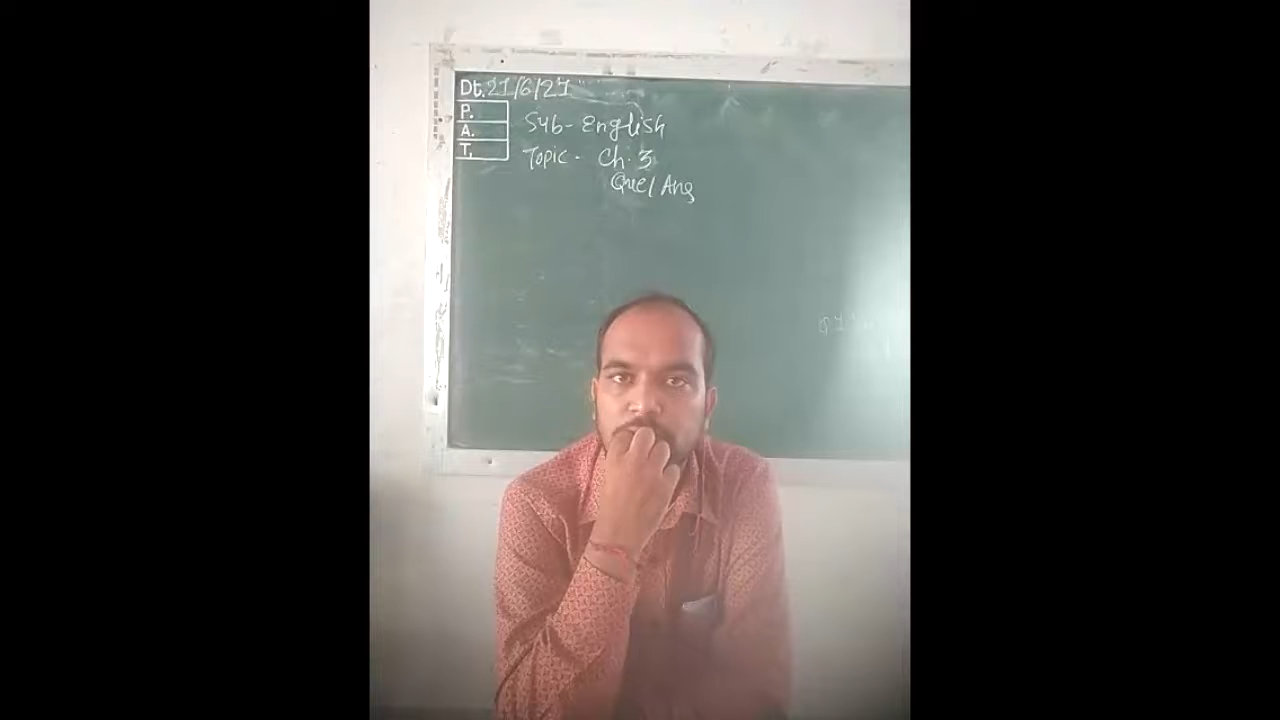 Dt. 21/6/21
P.
A.
T.
Sub- English
Topic - Ch. 3
Que/Ans